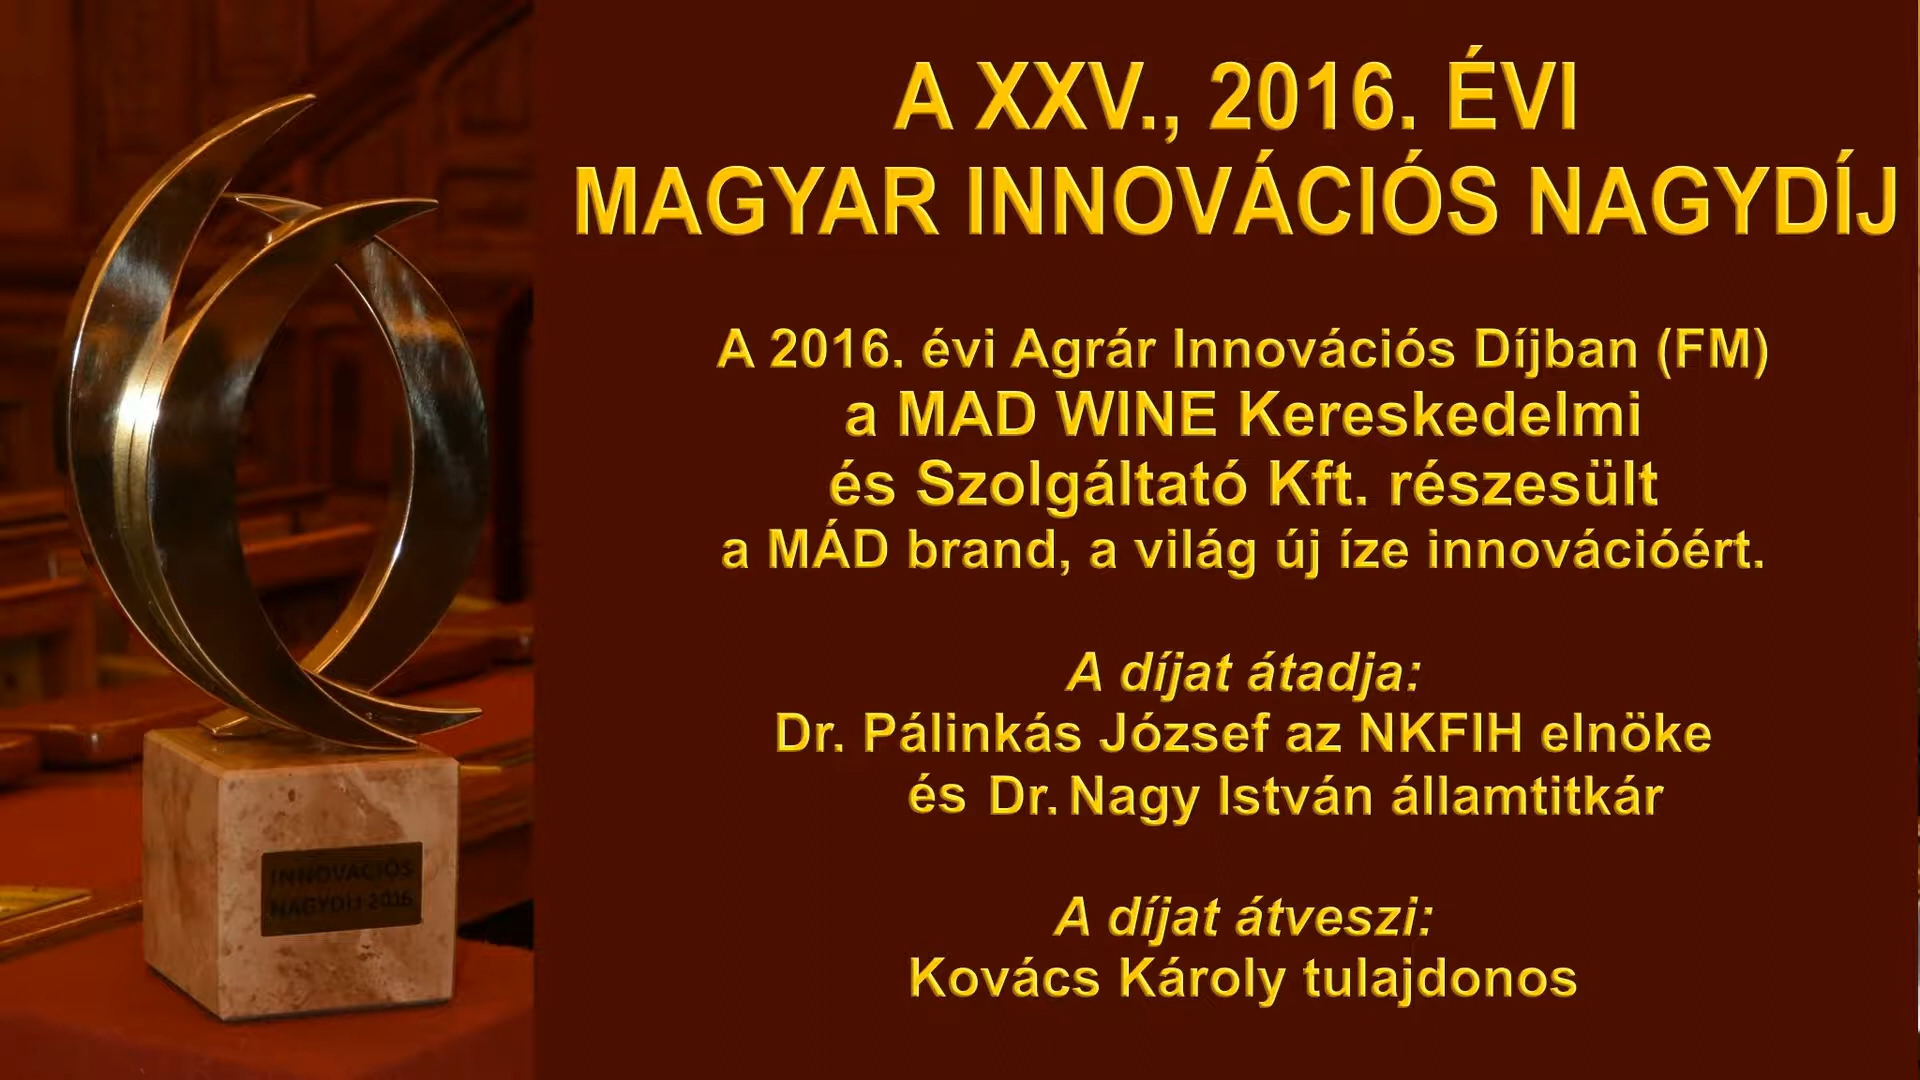 A XXV., 2016. ÉVI
MAGYAR INNOVÁCIÓS NAGYDÍJ
A 2016. évi Agrár Innovációs Díjban (FM)
a MAD WINE Kereskedelmi
és Szolgáltató Kft. részesült
a MÁD brand, a világ új íze innovációért.
A díjat átadja:
Dr. Pálinkás József az NKFIH elnöke
és Dr. Nagy István államtitkár
A díjat átveszi:
Kovács Károly tulajdonos
INNOVÁCIÓS
NAGYDÍJ 2016